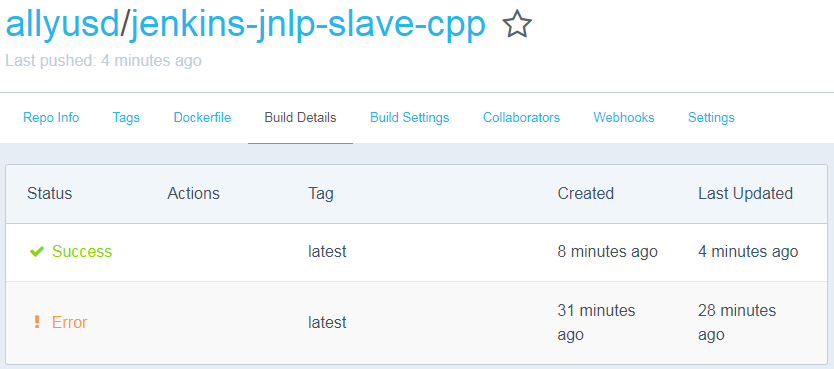 allyusd/jenkins-jnlp-slave-cpp
Last pushed: 4 minutes ago
Repo Info Tags Dockerfile Build Details Build Settings Collaborators Webhooks Settings
Status Actions Tag Created Last Updated
Success latest 8 minutes ago 4 minutes ago
Error latest 31 minutes ago 28 minutes ago